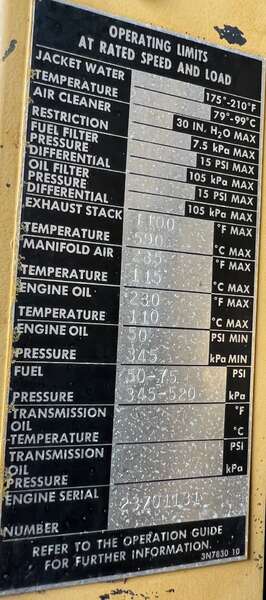 OPERATING LIMITS
AT RATED SPEED AND LOAD
JACKET WATER
TEMPERATURE 175°-210°F
79°-99°C
AIR CLEANER
RESTRICTION 30 IN. H₂O MAX
7.5 kPa MAX
FUEL FILTER
PRESSURE
DIFFERENTIAL 15 PSI MAX
105 kPa MAX
OIL FILTER
PRESSURE
DIFFERENTIAL 15 PSI MAX
105 kPa MAX
EXHAUST STACK 1100 °F MAX
TEMPERATURE 590 °C MAX
MANIFOLD AIR 235 °F MAX
TEMPERATURE 115 °C MAX
ENGINE OIL 230 °F MAX
TEMPERATURE 110 °C MAX
ENGINE OIL 50 PSI MIN
PRESSURE 345 kPa MIN
FUEL 50-75 PSI
PRESSURE 345-520 kPa
TRANSMISSION °F
OIL
TEMPERATURE °C
TRANSMISSION PSI
OIL
PRESSURE kPa
ENGINE SERIAL
NUMBER 23Z01131
REFER TO THE OPERATION GUIDE
FOR FURTHER INFORMATION.
3N7630 10